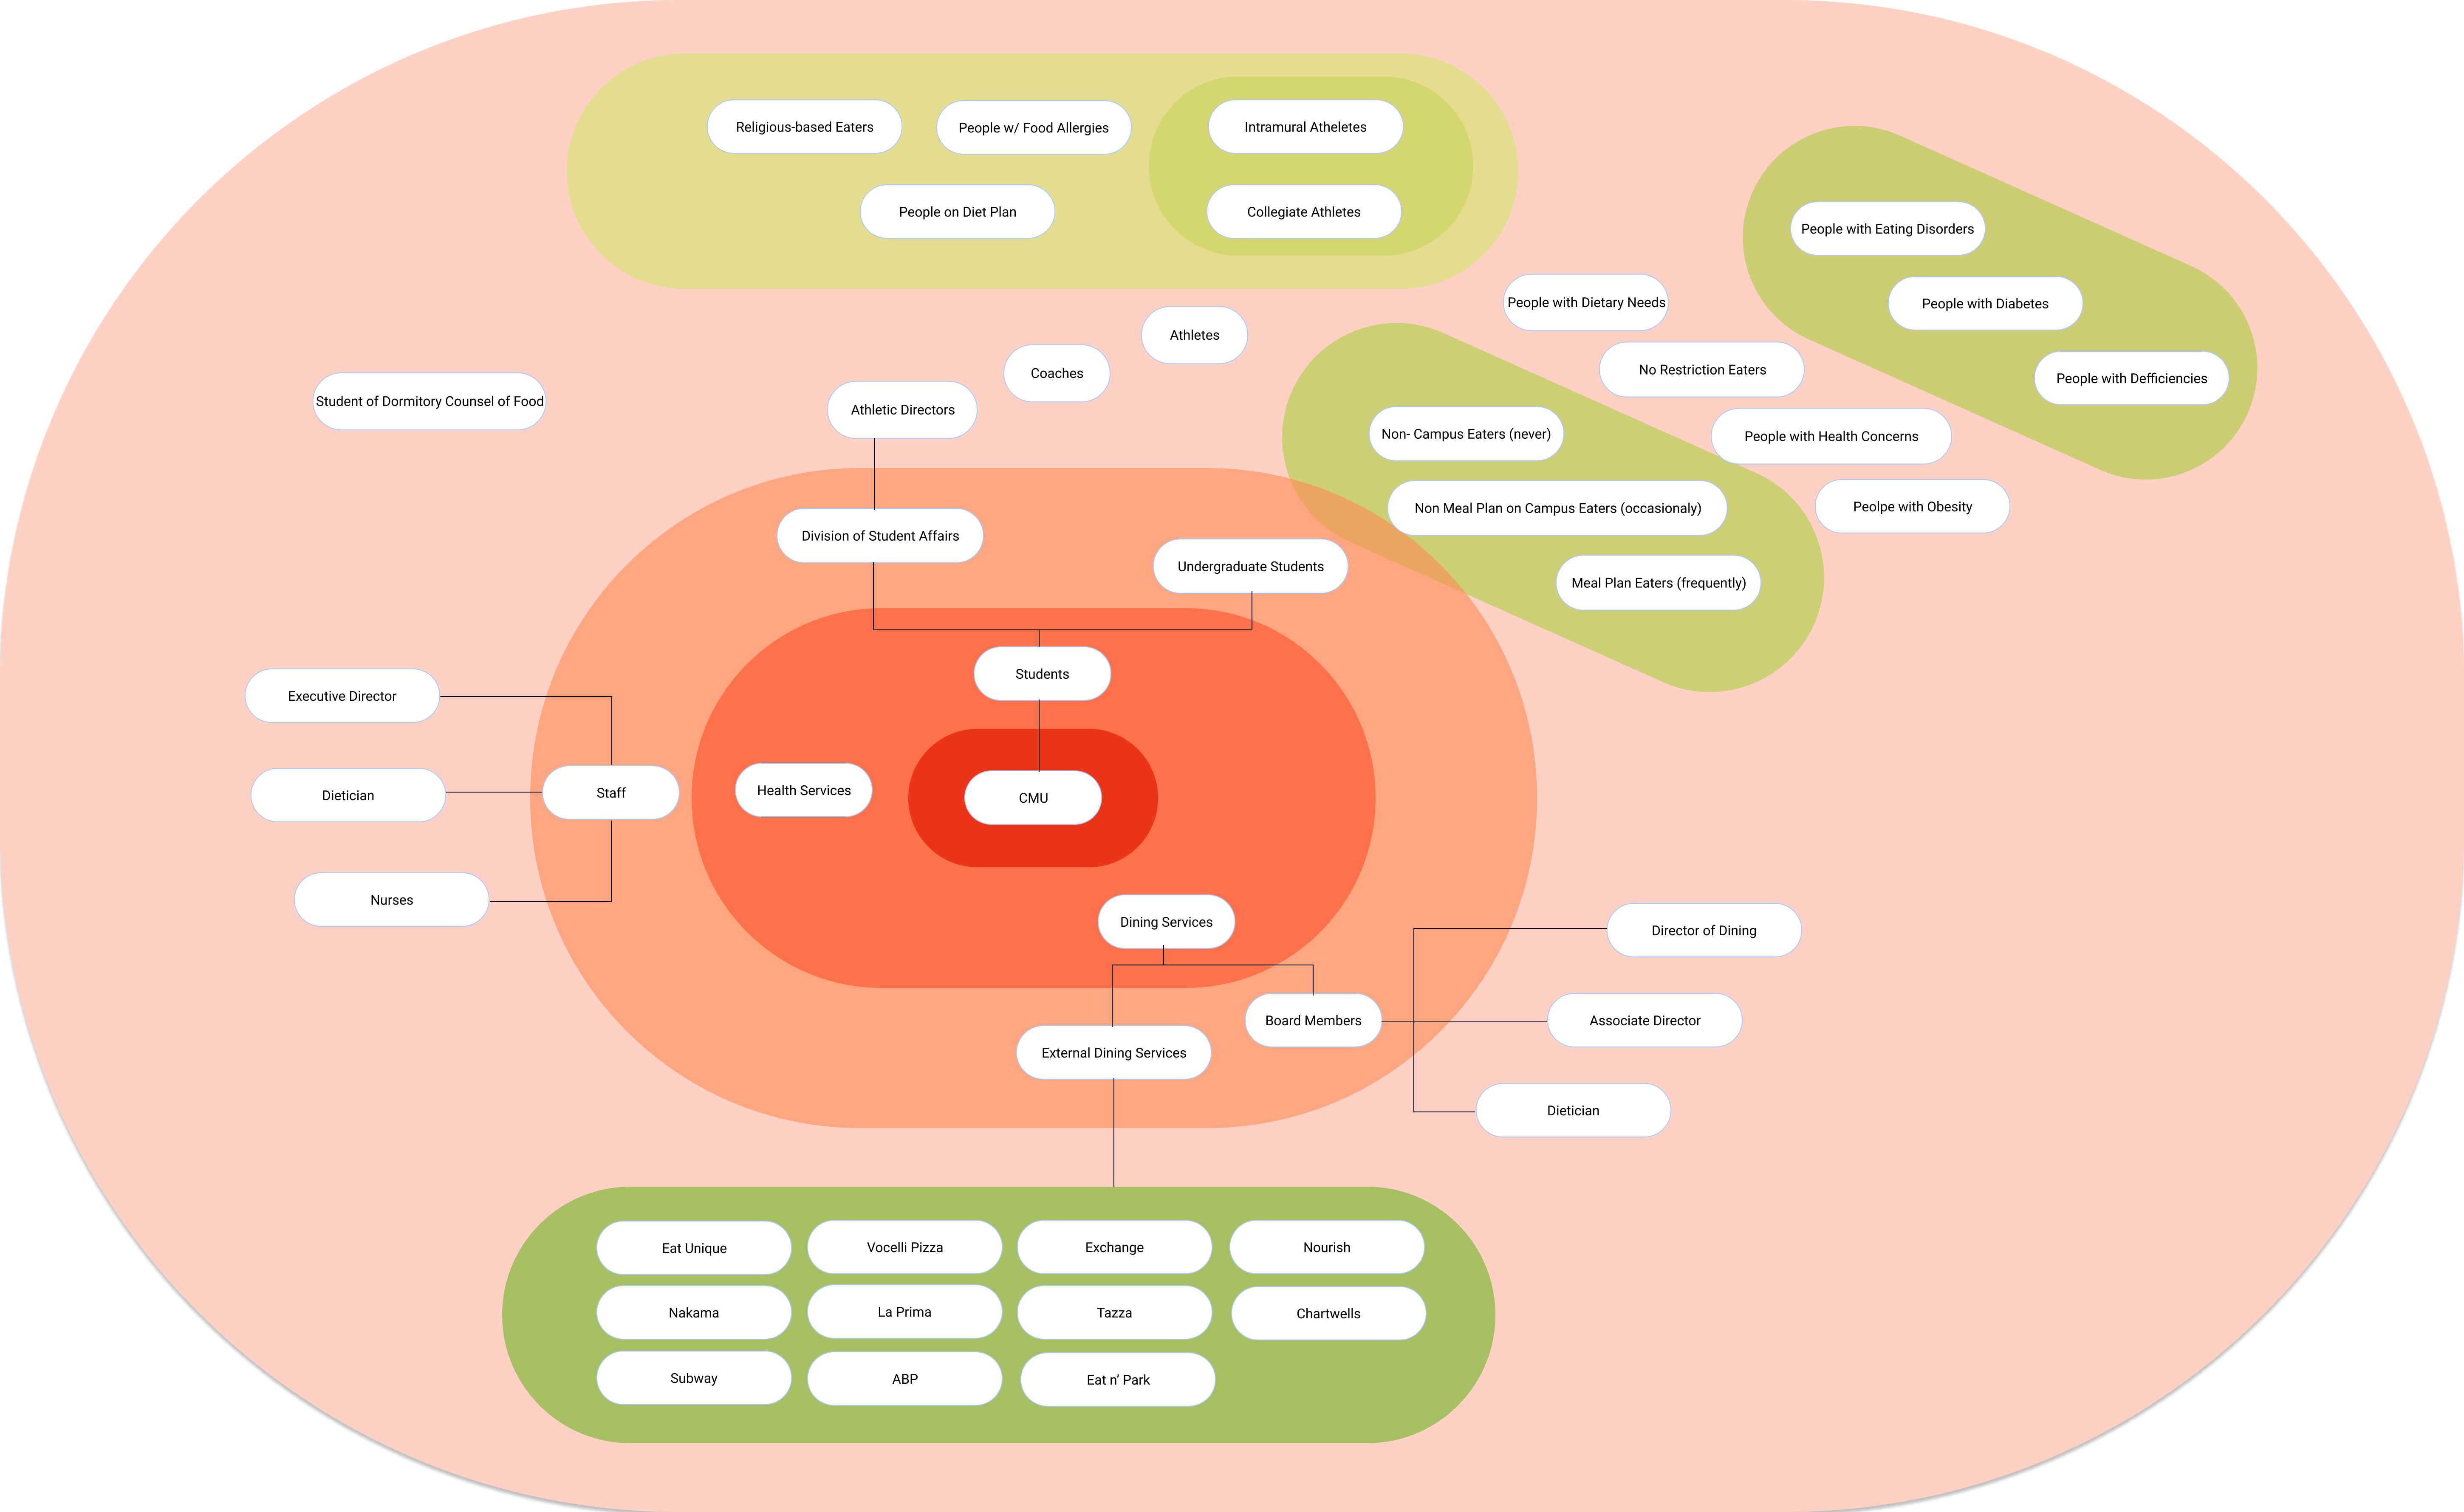 Religious-based Eaters
People w/ Food Allergies
Intramural Atheletes
People on Diet Plan
Collegiate Athletes
People with Eating Disorders
People with Dietary Needs
People with Diabetes
Athletes
Coaches
No Restriction Eaters
People with Defficiencies
Student of Dormitory Counsel of Food
Athletic Directors
Non- Campus Eaters (never)
People with Health Concerns
Non Meal Plan on Campus Eaters (occasionaly)
Peolpe with Obesity
Division of Student Affairs
Undergraduate Students
Meal Plan Eaters (frequently)
Students
Executive Director
Dietician
Staff
Health Services
CMU
Nurses
Dining Services
Director of Dining
External Dining Services
Board Members
Associate Director
Dietician
Eat Unique
Vocelli Pizza
Exchange
Nourish
Nakama
La Prima
Tazza
Chartwells
Subway
ABP
Eat n’ Park